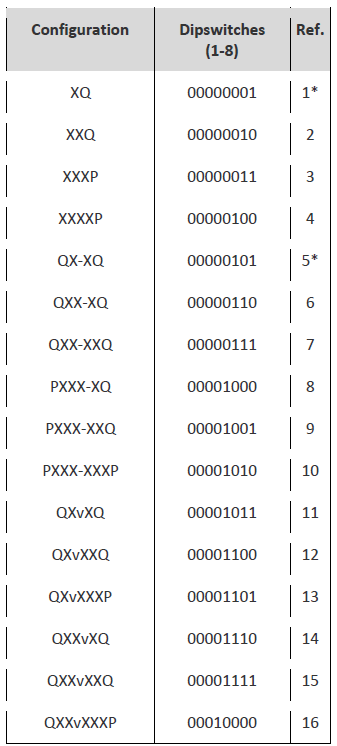 Configuration Dipswitches Ref.
(1-8)
XQ 00000001 1*
XXQ 00000010 2
XXXP 00000011 3
XXXXP 00000100 4
QX-XQ 00000101 5*
QXX-XQ 00000110 6
QXX-XXQ 00000111 7
PXXX-XQ 00001000 8
PXXX-XXQ 00001001 9
PXXX-XXXP 00001010 10
QXvXQ 00001011 11
QXvXXQ 00001100 12
QXvXXXP 00001101 13
QXXvXQ 00001110 14
QXXvXXQ 00001111 15
QXXvXXXP 00010000 16